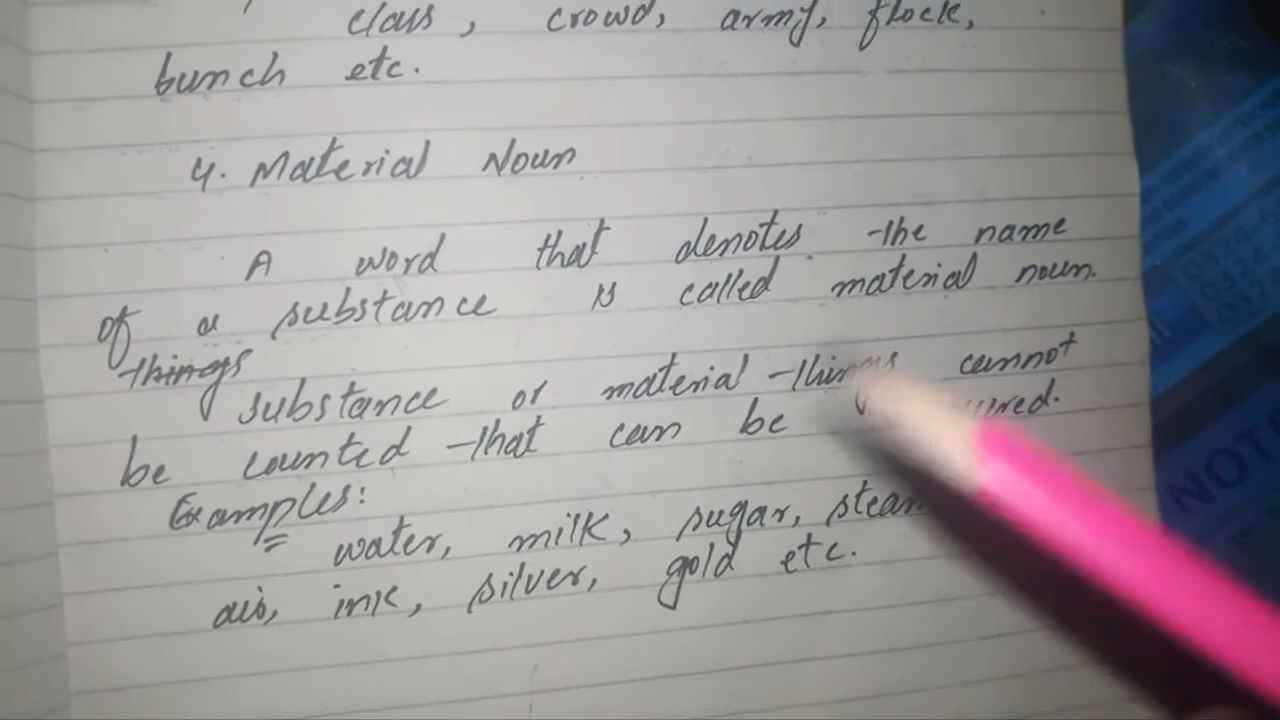 class, crowd, army, flock,
bunch etc.
4. Material Noun
A word that denotes the name
of a substance is called material noun.
things
substance or material things cannot
be counted that can be
Examples:
water, milk, sugar,
air, ink, silver, gold etc.
NOT